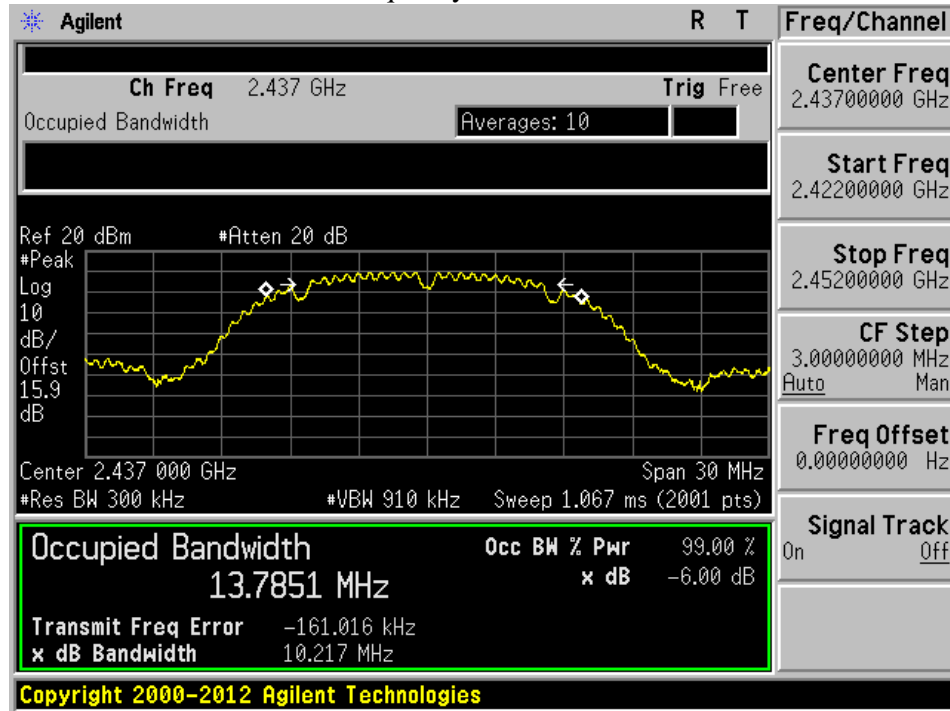 Agilent R T
Freq/Channel
Ch Freq 2.437 GHz Trig Free
Occupied Bandwidth Averages: 10
Ref 20 dBm #Atten 20 dB
#Peak
Log
10
dB/
Offst
15.9
dB
Center 2.437 000 GHz Span 30 MHz
#Res BW 300 kHz #VBW 910 kHz Sweep 1.067 ms (2001 pts)
Occupied Bandwidth Occ BW % Pwr 99.00 %
13.7851 MHz x dB -6.00 dB
Transmit Freq Error -161.016 kHz
x dB Bandwidth 10.217 MHz
Center Freq
2.43700000 GHz
Start Freq
2.42200000 GHz
Stop Freq
2.45200000 GHz
CF Step
3.00000000 MHz
Auto Man
Freq Offset
0.00000000 Hz
Signal Track
On Off
Copyright 2000-2012 Agilent Technologies